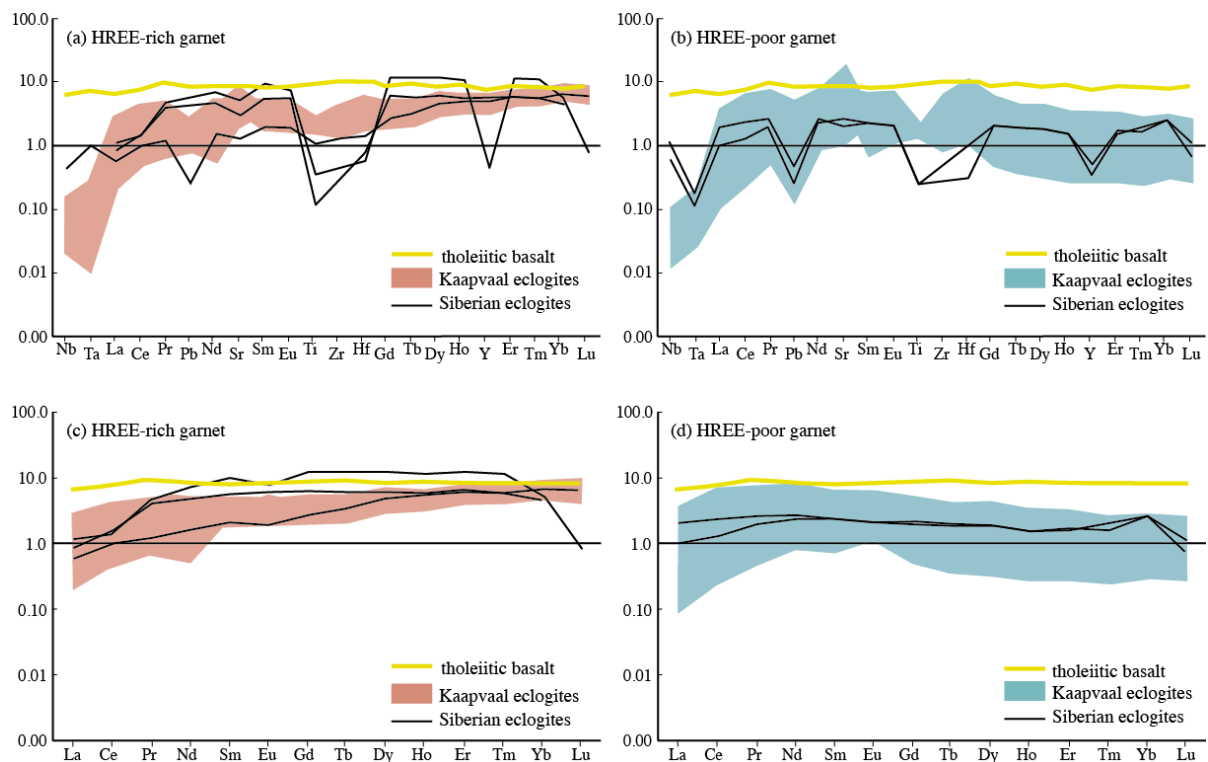 100.0
(a) HREE-rich garnet
10.0
1.0
0.10
0.01
0.00
tholeiitic basalt
Kaapvaal eclogites
Siberian eclogites
Nb Ta La Ce Pr Pb Nd Sr Sm Eu Ti Zr Hf Gd Tb Dy Ho Y Er Tm Yb Lu
100.0
(b) HREE-poor garnet
10.0
1.0
0.10
0.01
0.00
tholeiitic basalt
Kaapvaal eclogites
Siberian eclogites
Nb Ta La Ce Pr Pb Nd Sr Sm Eu Ti Zr Hf Gd Tb Dy Ho Y Er Tm Yb Lu
100.0
(c) HREE-rich garnet
10.0
1.0
0.10
0.01
0.00
tholeiitic basalt
Kaapvaal eclogites
Siberian eclogites
La Ce Pr Nd Sm Eu Gd Tb Dy Ho Er Tm Yb Lu
100.0
(d) HREE-poor garnet
10.0
1.0
0.10
0.01
0.00
tholeiitic basalt
Kaapvaal eclogites
Siberian eclogites
La Ce Pr Nd Sm Eu Gd Tb Dy Ho Er Tm Yb Lu